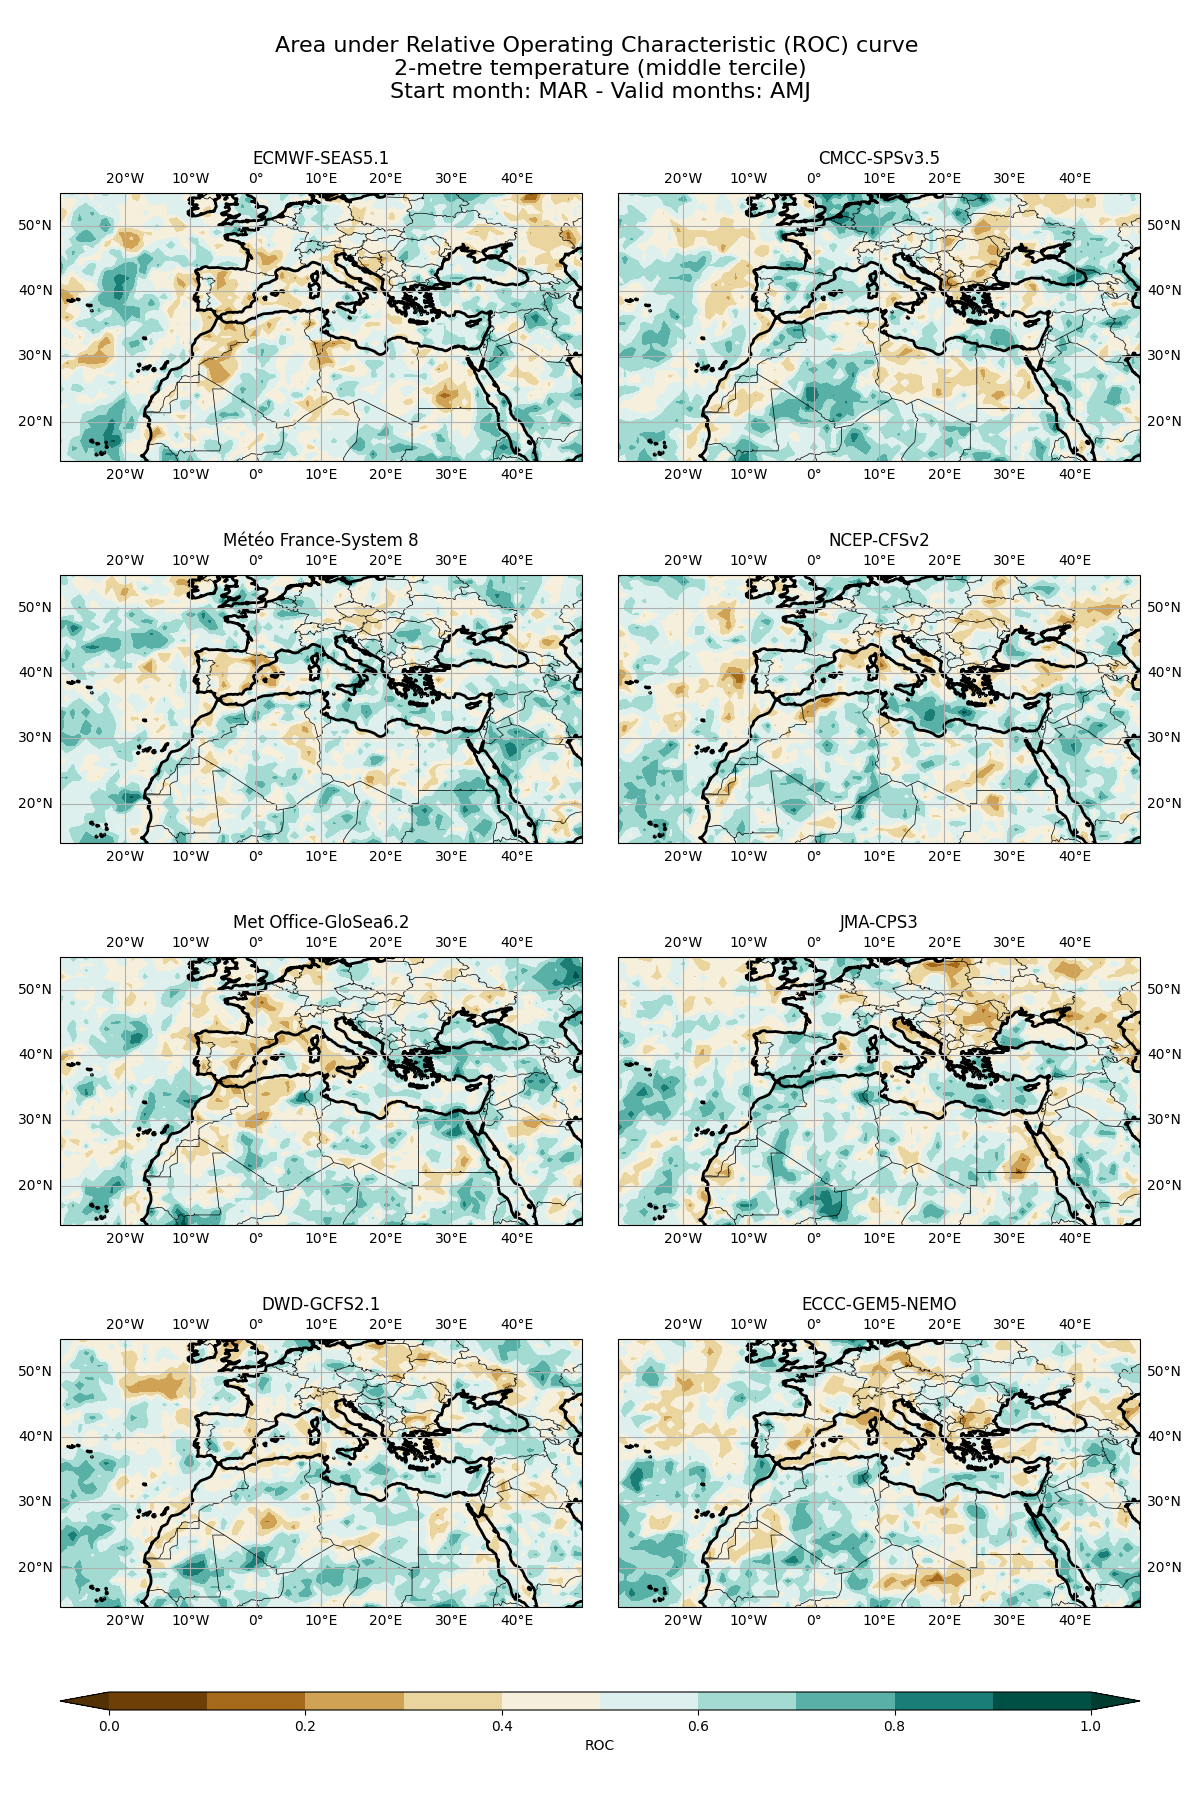 Area under Relative Operating Characteristic (ROC) curve
2-metre temperature (middle tercile)
Start month: MAR - Valid months: AMJ
ECMWF-SEAS5.1
CMCC-SPSv3.5
20°W 10°W 0° 10°E 20°E 30°E 40°E
20°W 10°W 0° 10°E 20°E 30°E 40°E
50°N
50°N
40°N
40°N
30°N
30°N
20°N
20°N
20°W 10°W 0° 10°E 20°E 30°E 40°E
20°W 10°W 0° 10°E 20°E 30°E 40°E
Météo France-System 8
NCEP-CFSv2
20°W 10°W 0° 10°E 20°E 30°E 40°E
20°W 10°W 0° 10°E 20°E 30°E 40°E
50°N
50°N
40°N
40°N
30°N
30°N
20°N
20°N
20°W 10°W 0° 10°E 20°E 30°E 40°E
20°W 10°W 0° 10°E 20°E 30°E 40°E
Met Office-GloSea6.2
JMA-CPS3
20°W 10°W 0° 10°E 20°E 30°E 40°E
20°W 10°W 0° 10°E 20°E 30°E 40°E
50°N
50°N
40°N
40°N
30°N
30°N
20°N
20°N
20°W 10°W 0° 10°E 20°E 30°E 40°E
20°W 10°W 0° 10°E 20°E 30°E 40°E
DWD-GCFS2.1
ECCC-GEM5-NEMO
20°W 10°W 0° 10°E 20°E 30°E 40°E
20°W 10°W 0° 10°E 20°E 30°E 40°E
50°N
50°N
40°N
40°N
30°N
30°N
20°N
20°N
20°W 10°W 0° 10°E 20°E 30°E 40°E
20°W 10°W 0° 10°E 20°E 30°E 40°E
0.0 0.2 0.4 0.6 0.8 1.0
ROC